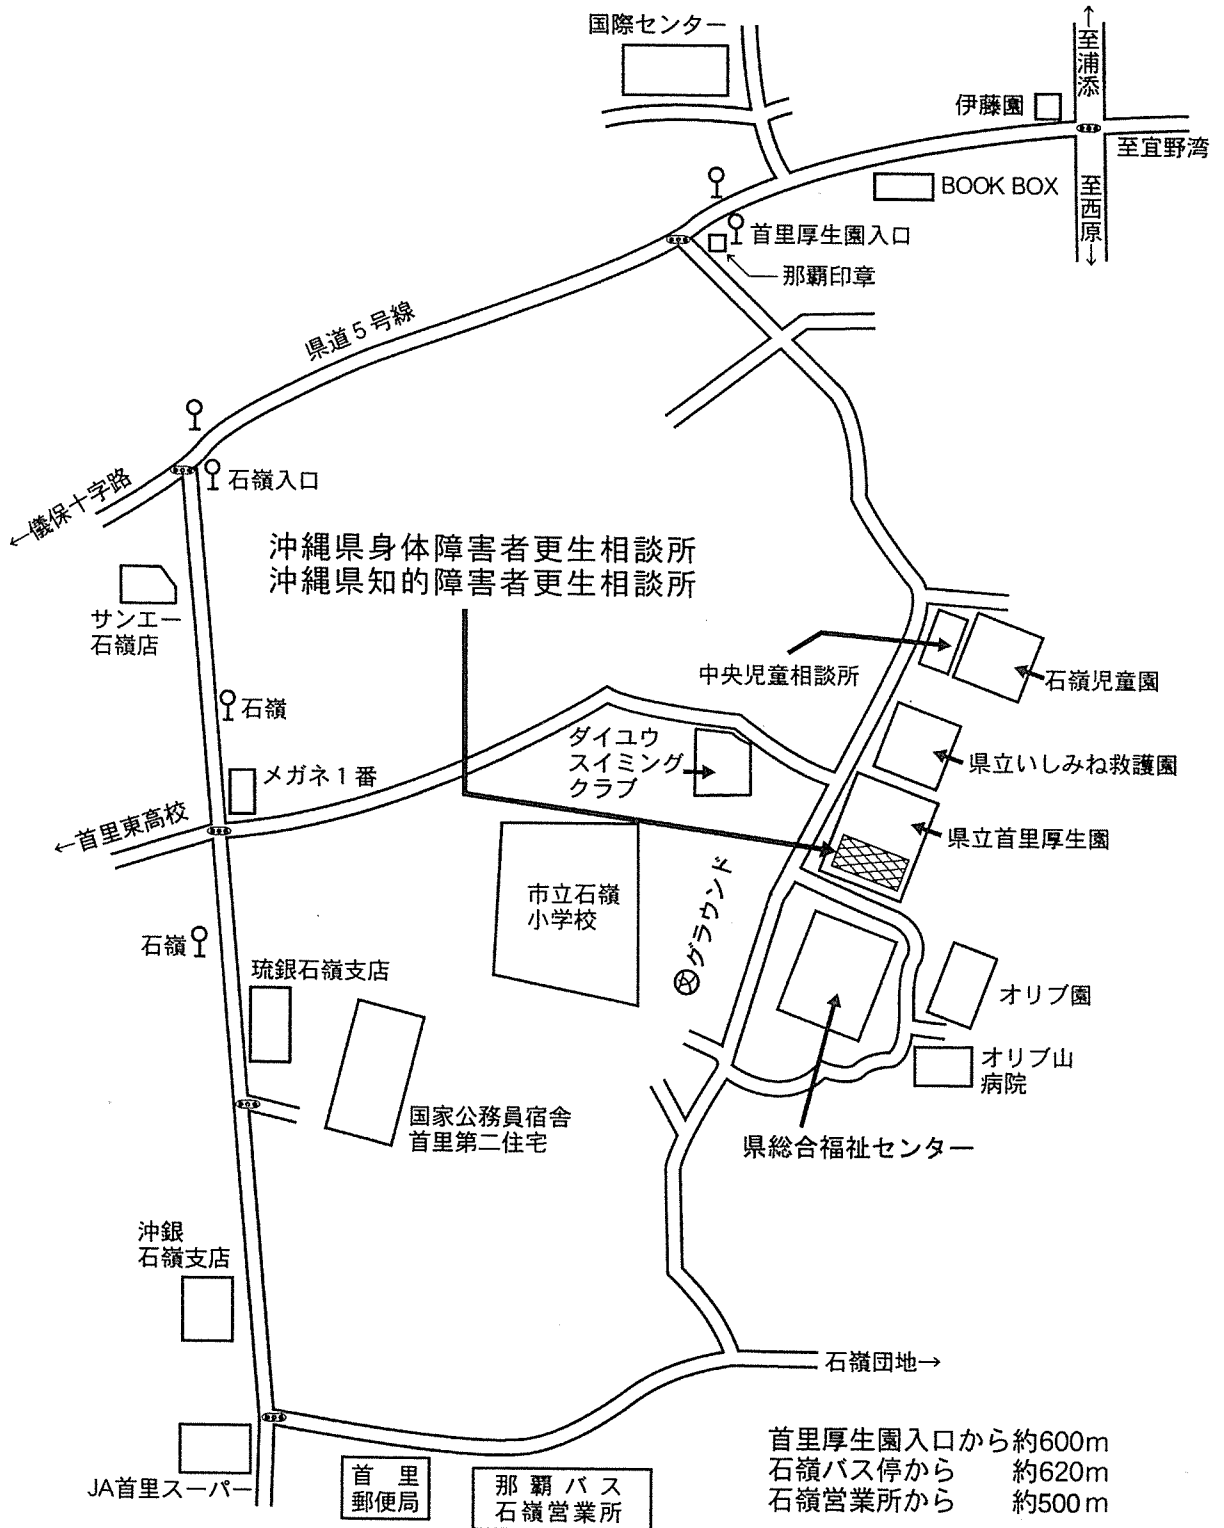 国際センター
↑至浦添
伊藤園
至宜野湾
BOOK BOX
至西原↓
首里厚生園入口
那覇印章
県道5号線
石嶺入口
←儀保十字路
沖縄県身体障害者更生相談所
沖縄県知的障害者更生相談所
サンエー
石嶺店
中央児童相談所
石嶺児童園
石嶺
ダイユウ
スイミング
クラブ
県立いしみね救護園
メガネ1番
←首里東高校
県立首里厚生園
市立石嶺
小学校
グラウンド
石嶺
琉銀石嶺支店
オリブ園
オリブ山
病院
国家公務員宿舎
首里第二住宅
県総合福祉センター
沖銀
石嶺支店
石嶺団地→
JA首里スーパー
首里
郵便局
那覇バス
石嶺営業所
首里厚生園入口から約600m
石嶺バス停から 約620m
石嶺営業所から 約500m